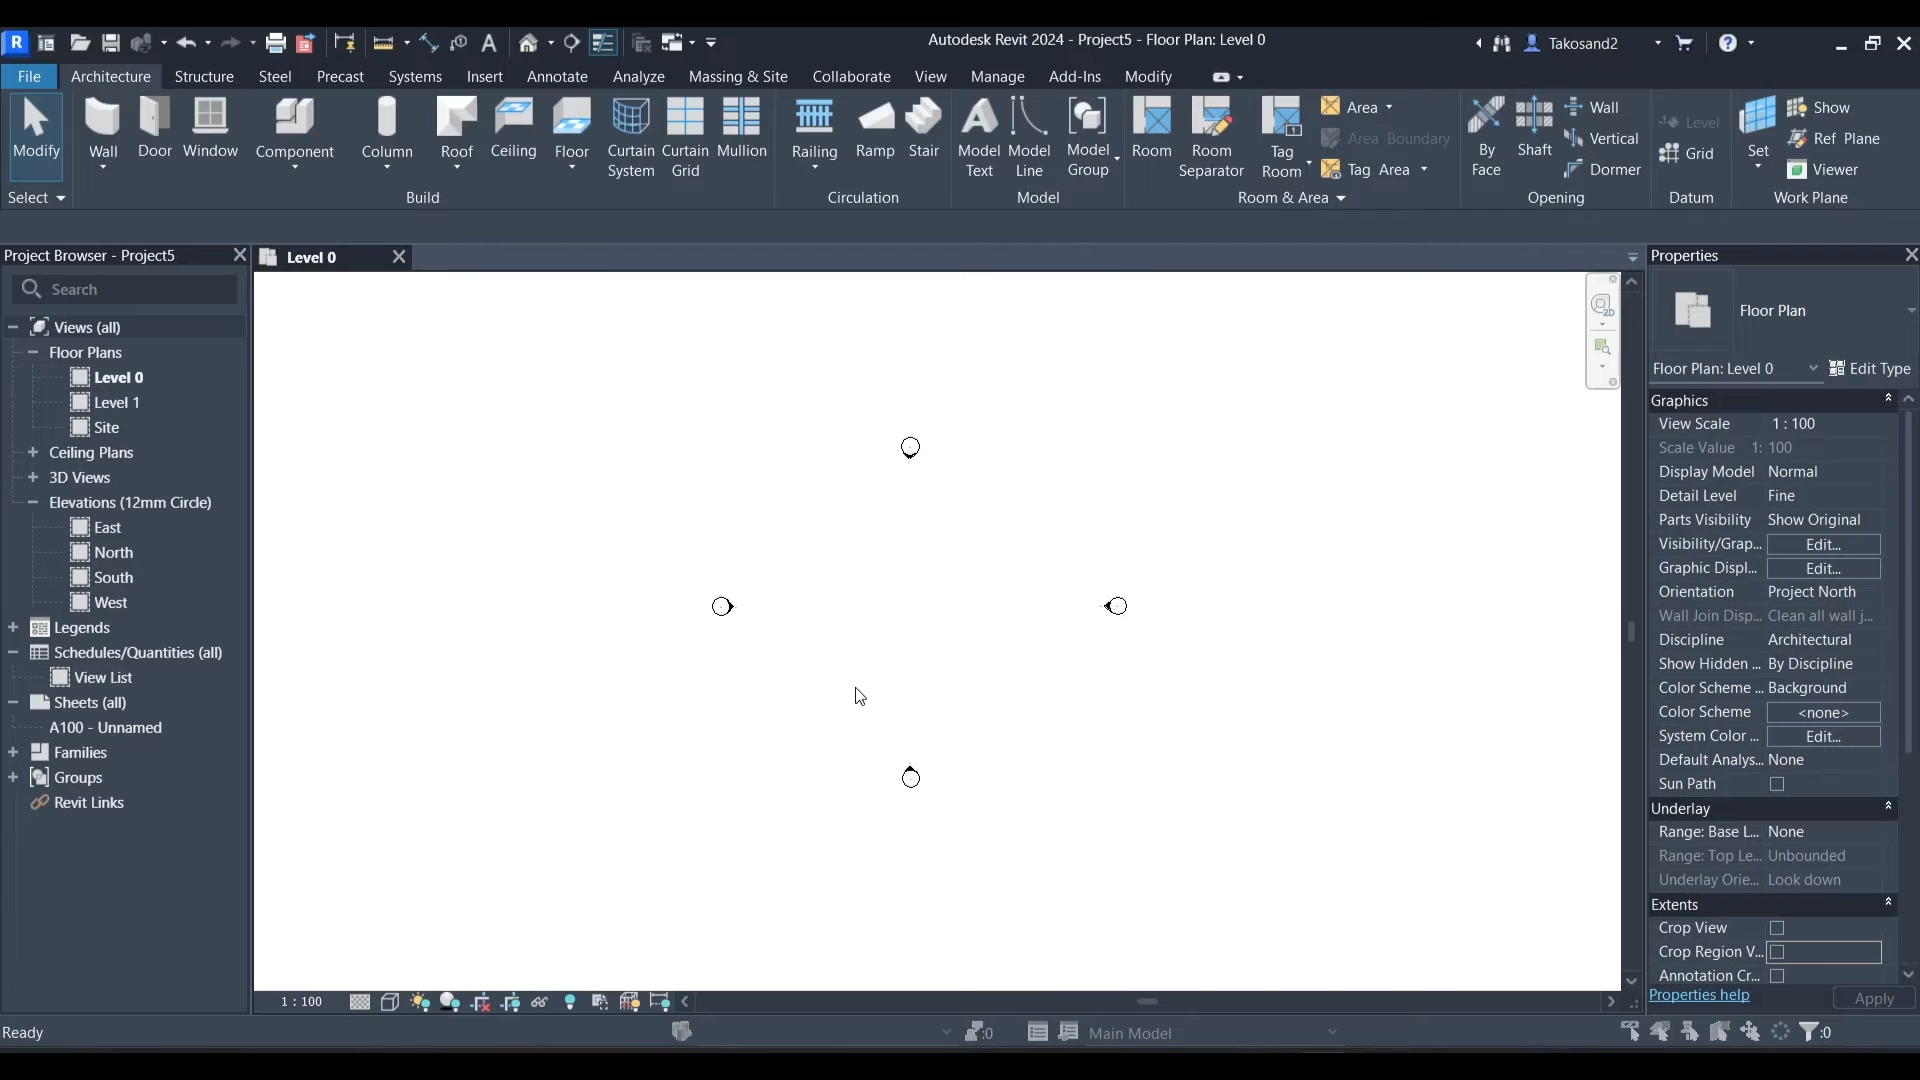 Autodesk Revit 2024 - Project5 - Floor Plan: Level 0
Takosand2
File Architecture Structure Steel Precast Systems Insert Annotate Analyze Massing & Site Collaborate View Manage Add-Ins Modify
Modify
Select
Wall
Door
Window
Component
Column
Roof
Ceiling
Floor
Curtain System
Curtain Grid
Mullion
Build
Railing
Ramp
Stair
Circulation
Model Text
Model Line
Model Group
Model
Room
Room Separator
Tag Room
Area
Area Boundary
Tag Area
Room & Area
By Face
Shaft
Wall
Vertical
Dormer
Opening
Level
Grid
Datum
Set
Show
Ref Plane
Viewer
Work Plane
Project Browser - Project5
Search
Views (all)
Floor Plans
Level 0
Level 1
Site
Ceiling Plans
3D Views
Elevations (12mm Circle)
East
North
South
West
Legends
Schedules/Quantities (all)
View List
Sheets (all)
A100 - Unnamed
Families
Groups
Revit Links
Level 0
2D
1 : 100
Properties
Floor Plan
Floor Plan: Level 0
Edit Type
Graphics
View Scale 1 : 100
Scale Value 1: 100
Display Model Normal
Detail Level Fine
Parts Visibility Show Original
Visibility/Grap... Edit...
Graphic Displ... Edit...
Orientation Project North
Wall Join Disp... Clean all wall j...
Discipline Architectural
Show Hidden ... By Discipline
Color Scheme ... Background
Color Scheme <none>
System Color ... Edit...
Default Analys... None
Sun Path
Underlay
Range: Base L... None
Range: Top Le... Unbounded
Underlay Orie... Look down
Extents
Crop View
Crop Region V...
Annotation Cr...
Properties help
Apply
Ready
:0
Main Model
:0